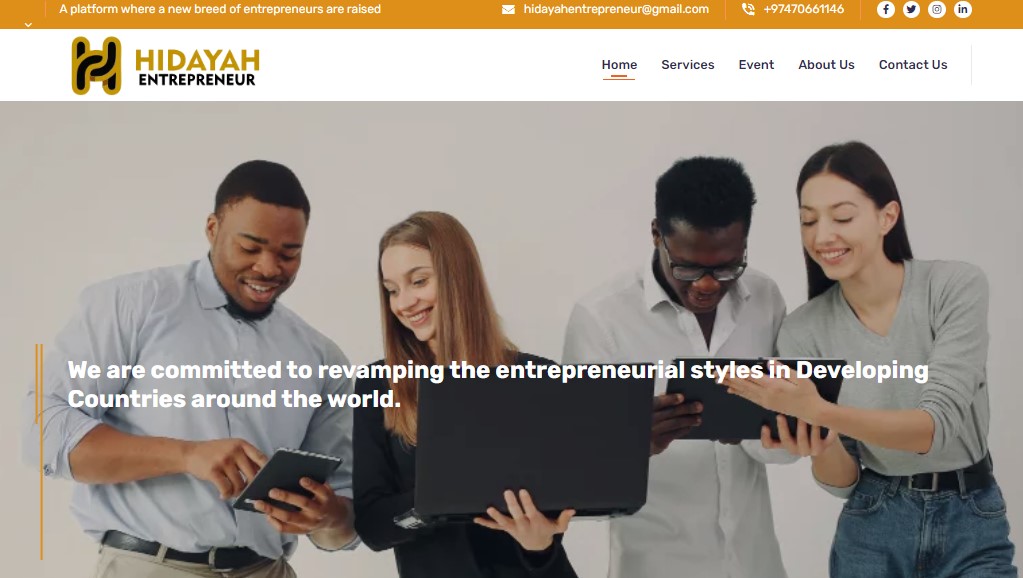 A platform where a new breed of entrepreneurs are raised
hidayahentrepreneur@gmail.com
+97470661146
HIDAYAH
ENTREPRENEUR
Home
Services
Event
About Us
Contact Us
We are committed to revamping the entrepreneurial styles in Developing
Countries around the world.